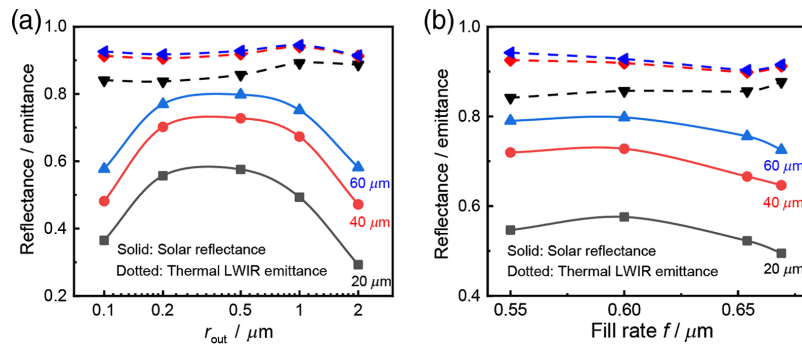 (a)
1.0
0.8
0.6
0.4
0.2
Reflectance / emittance
60 μm
40 μm
20 μm
Solid: Solar reflectance
Dotted: Thermal LWIR emittance
0.1 0.2 0.5 1 2
rout / μm
(b)
1.0
0.8
0.6
0.4
Reflectance / emittance
60 μm
40 μm
20 μm
Solid: Solar reflectance
Dotted: Thermal LWIR emittance
0.55 0.60 0.65
Fill rate f / μm